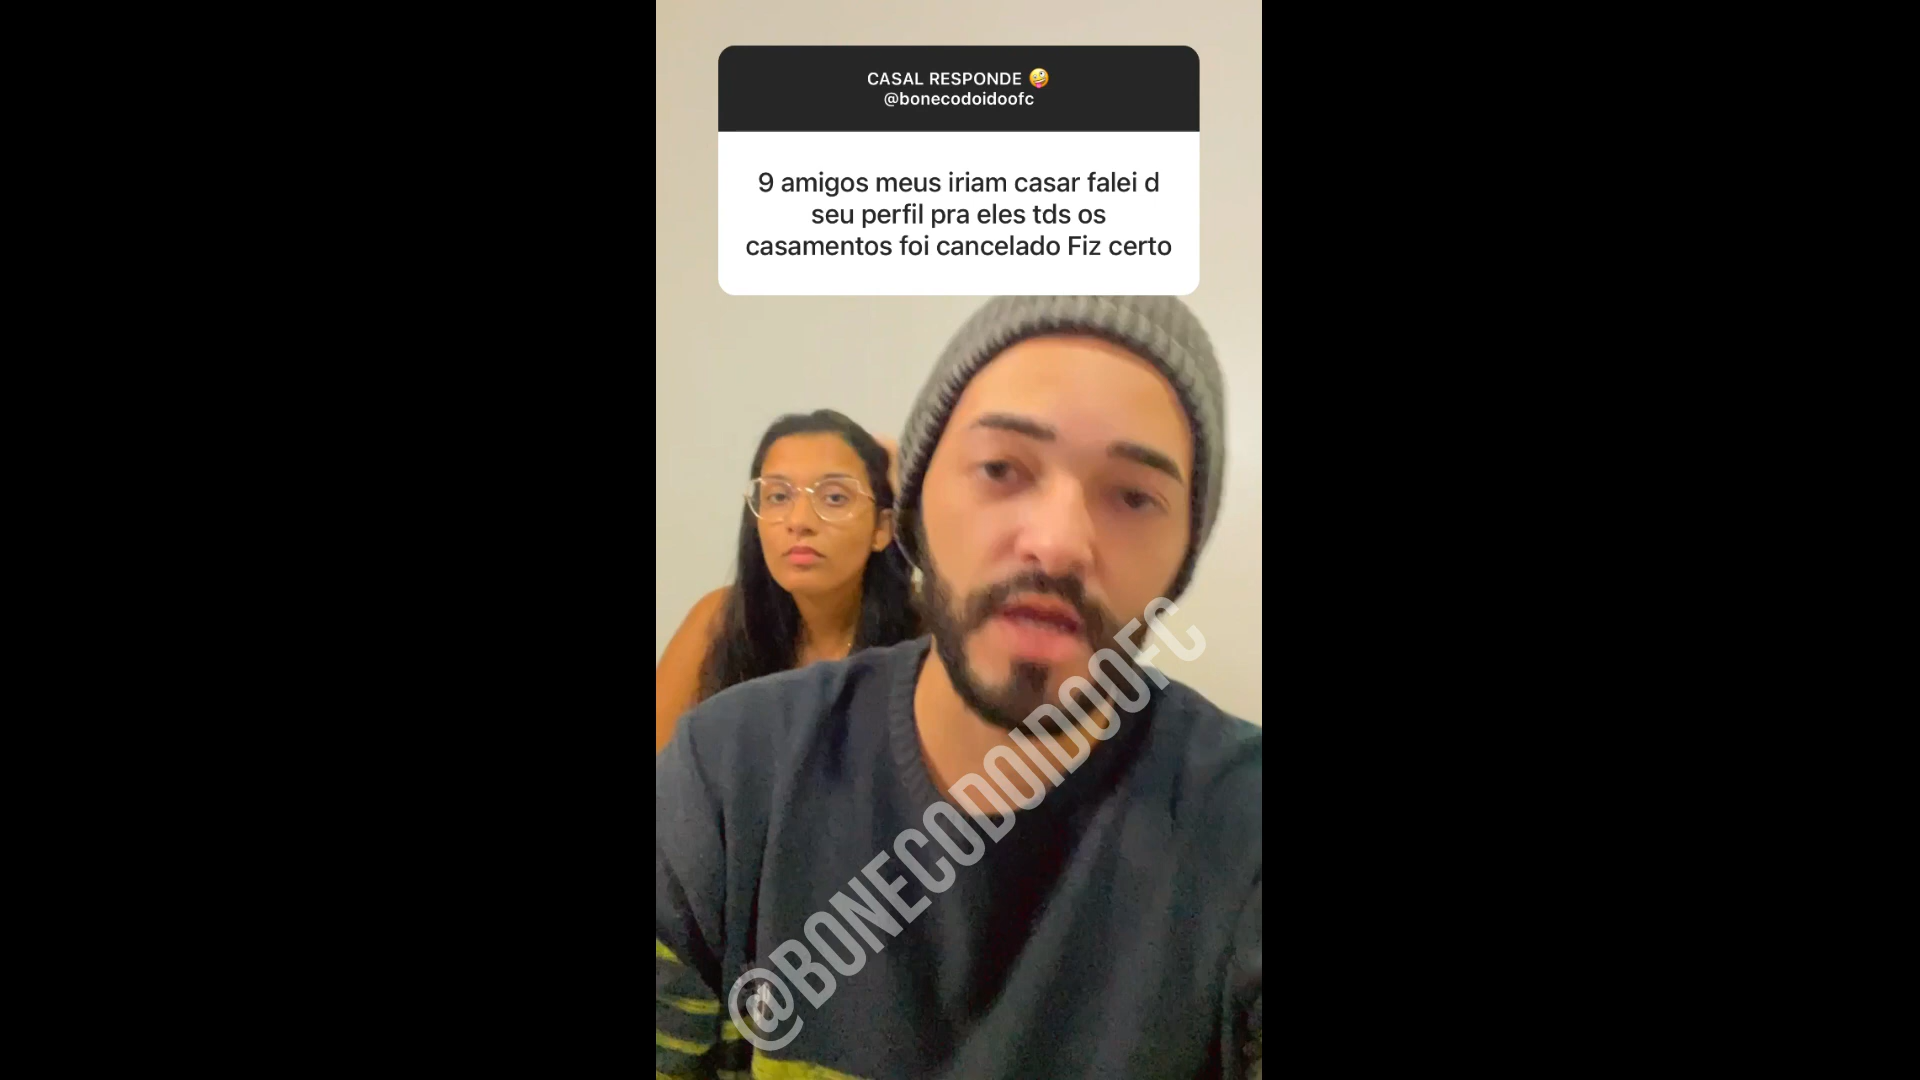 CASAL RESPONDE 🤪
@bonecodoidoofc
9 amigos meus iriam casar falei d
seu perfil pra eles tds os
casamentos foi cancelado Fiz certo
@BONECODOIDOOFC